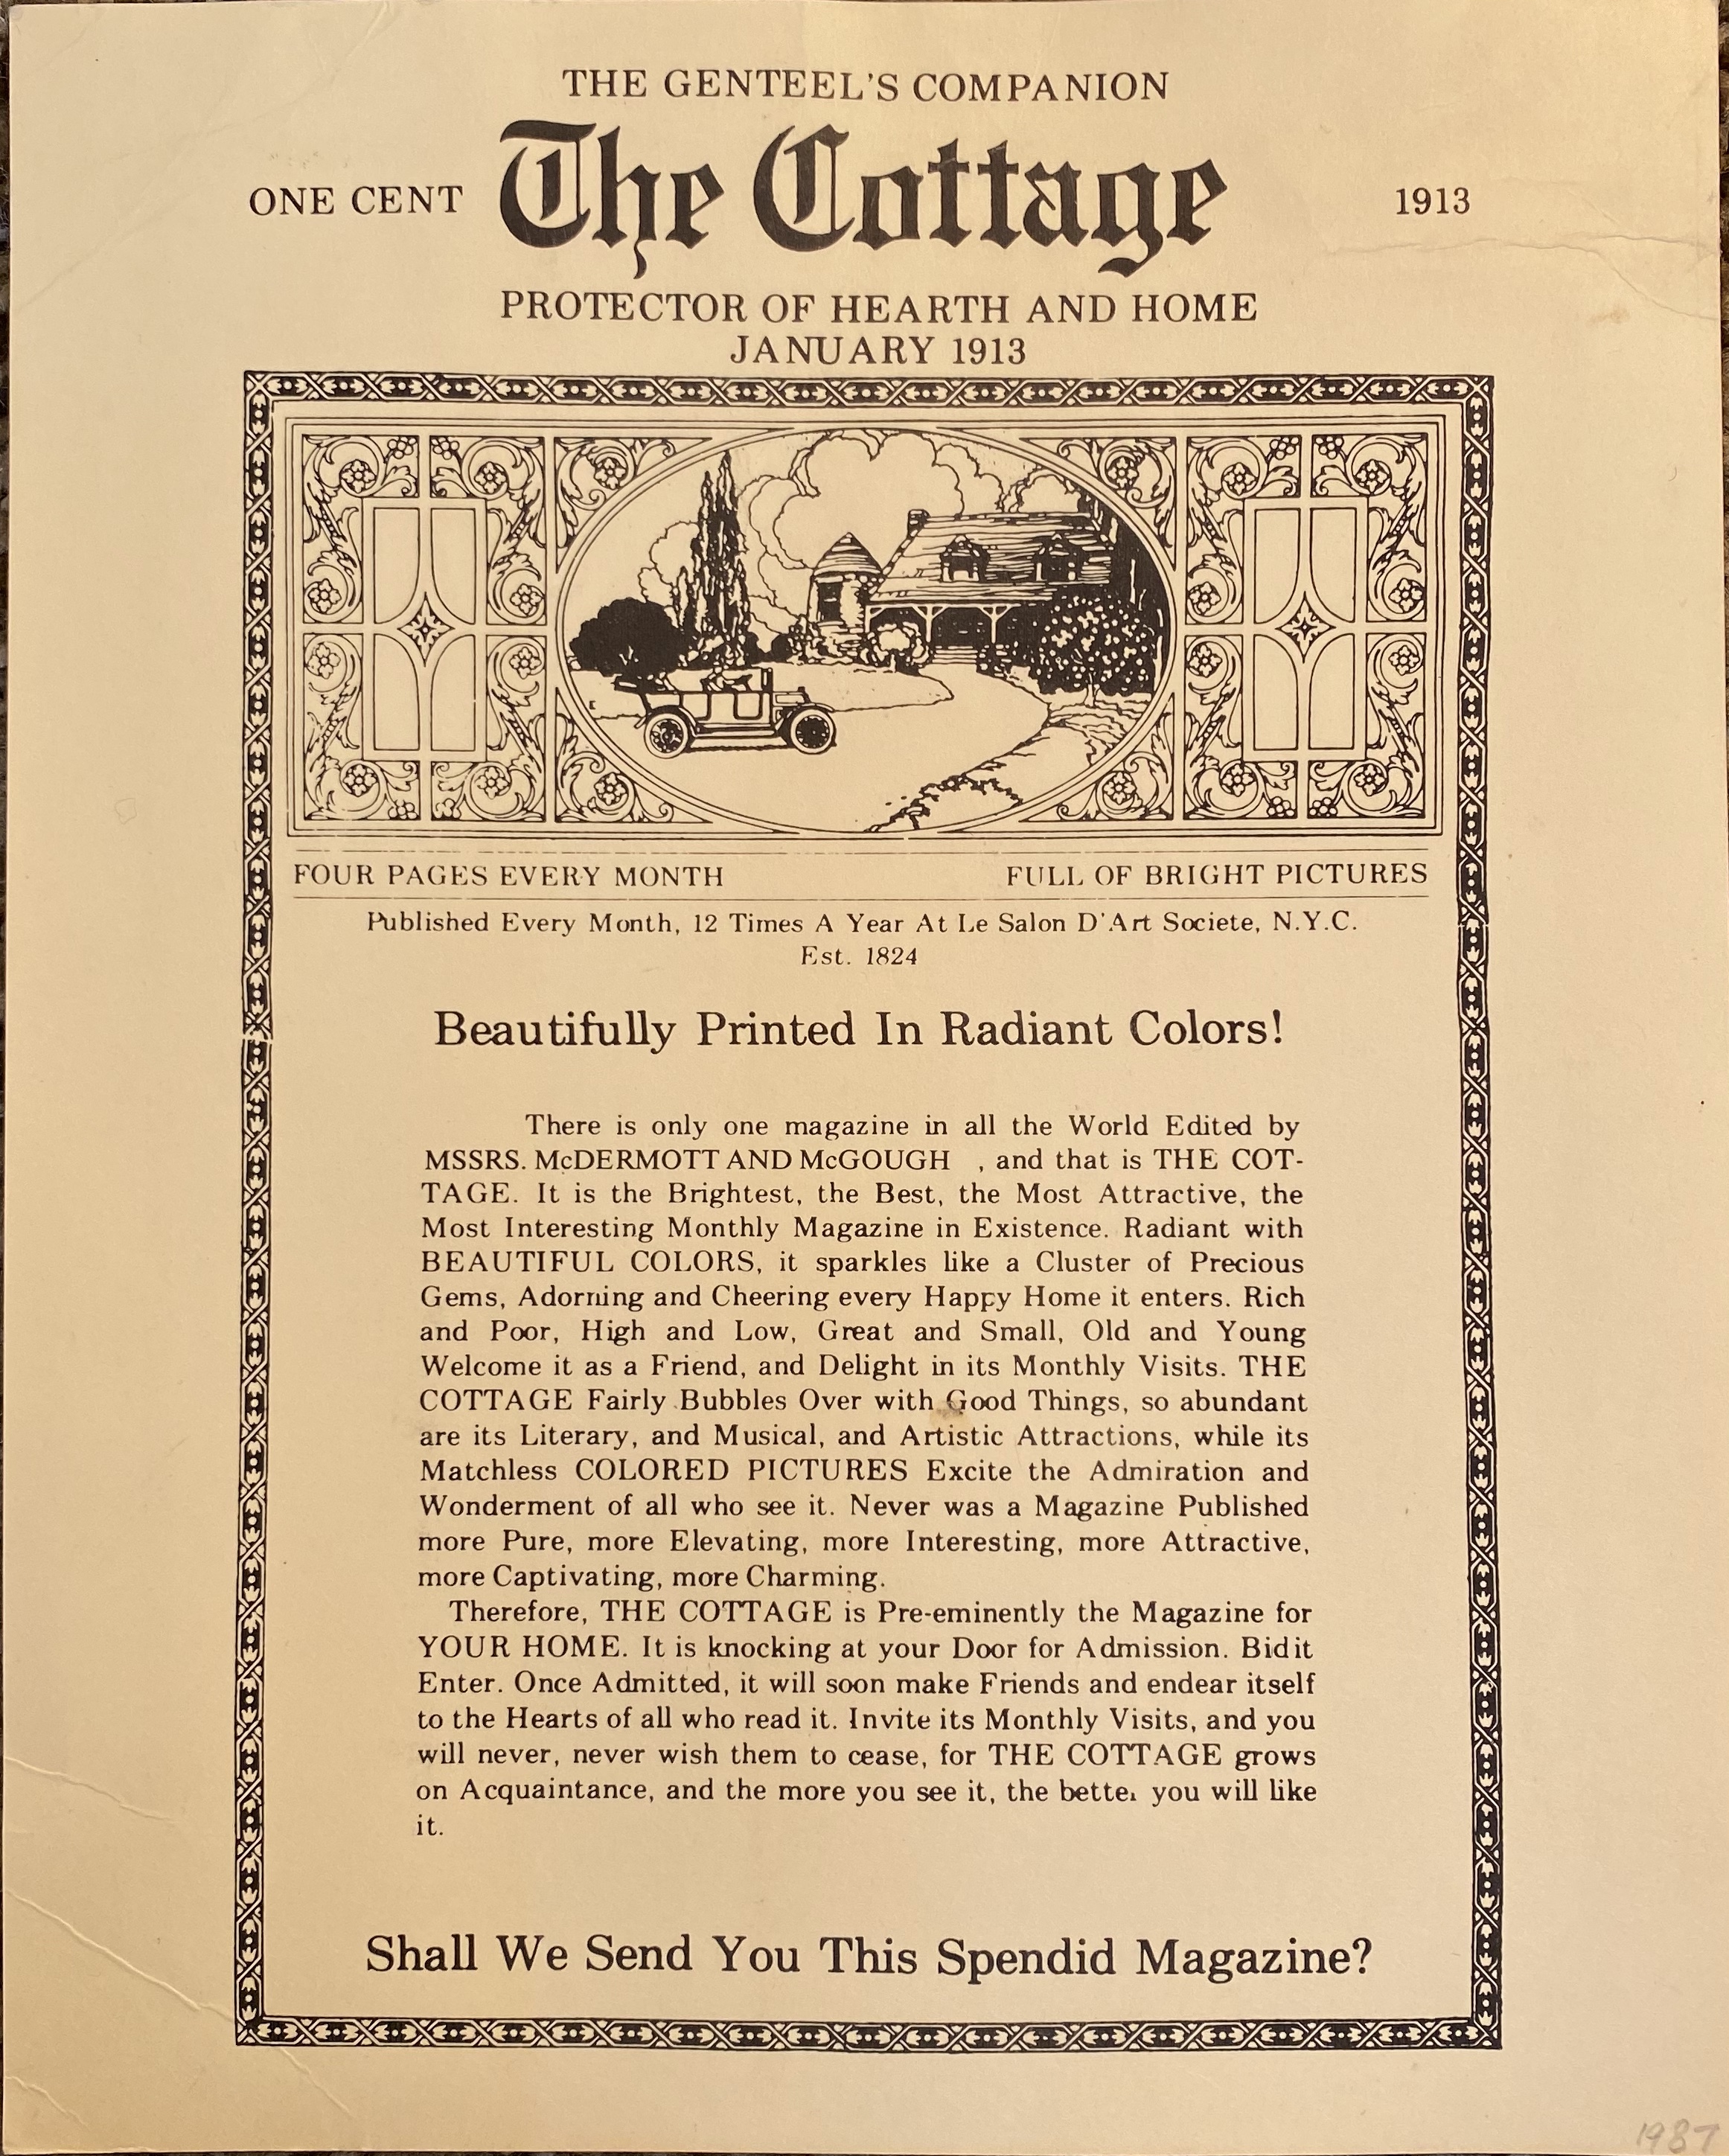 THE GENTEEL'S COMPANION
ONE CENT The Cottage 1913
PROTECTOR OF HEARTH AND HOME
JANUARY 1913
E
FOUR PAGES EVERY MONTH FULL OF BRIGHT PICTURES
Published Every Month, 12 Times A Year At Le Salon D'Art Societe, N.Y.C.
Est. 1824
Beautifully Printed In Radiant Colors!
There is only one magazine in all the World Edited by
MSSRS. McDERMOTT AND McGOUGH , and that is THE COT-
TAGE. It is the Brightest, the Best, the Most Attractive, the
Most Interesting Monthly Magazine in Existence. Radiant with
BEAUTIFUL COLORS, it sparkles like a Cluster of Precious
Gems, Adorning and Cheering every Happy Home it enters. Rich
and Poor, High and Low, Great and Small, Old and Young
Welcome it as a Friend, and Delight in its Monthly Visits. THE
COTTAGE Fairly Bubbles Over with Good Things, so abundant
are its Literary, and Musical, and Artistic Attractions, while its
Matchless COLORED PICTURES Excite the Admiration and
Wonderment of all who see it. Never was a Magazine Published
more Pure, more Elevating, more Interesting, more Attractive,
more Captivating, more Charming.
Therefore, THE COTTAGE is Pre-eminently the Magazine for
YOUR HOME. It is knocking at your Door for Admission. Bid it
Enter. Once Admitted, it will soon make Friends and endear itself
to the Hearts of all who read it. Invite its Monthly Visits, and you
will never, never wish them to cease, for THE COTTAGE grows
on Acquaintance, and the more you see it, the better you will like
it.
Shall We Send You This Spendid Magazine?
1987